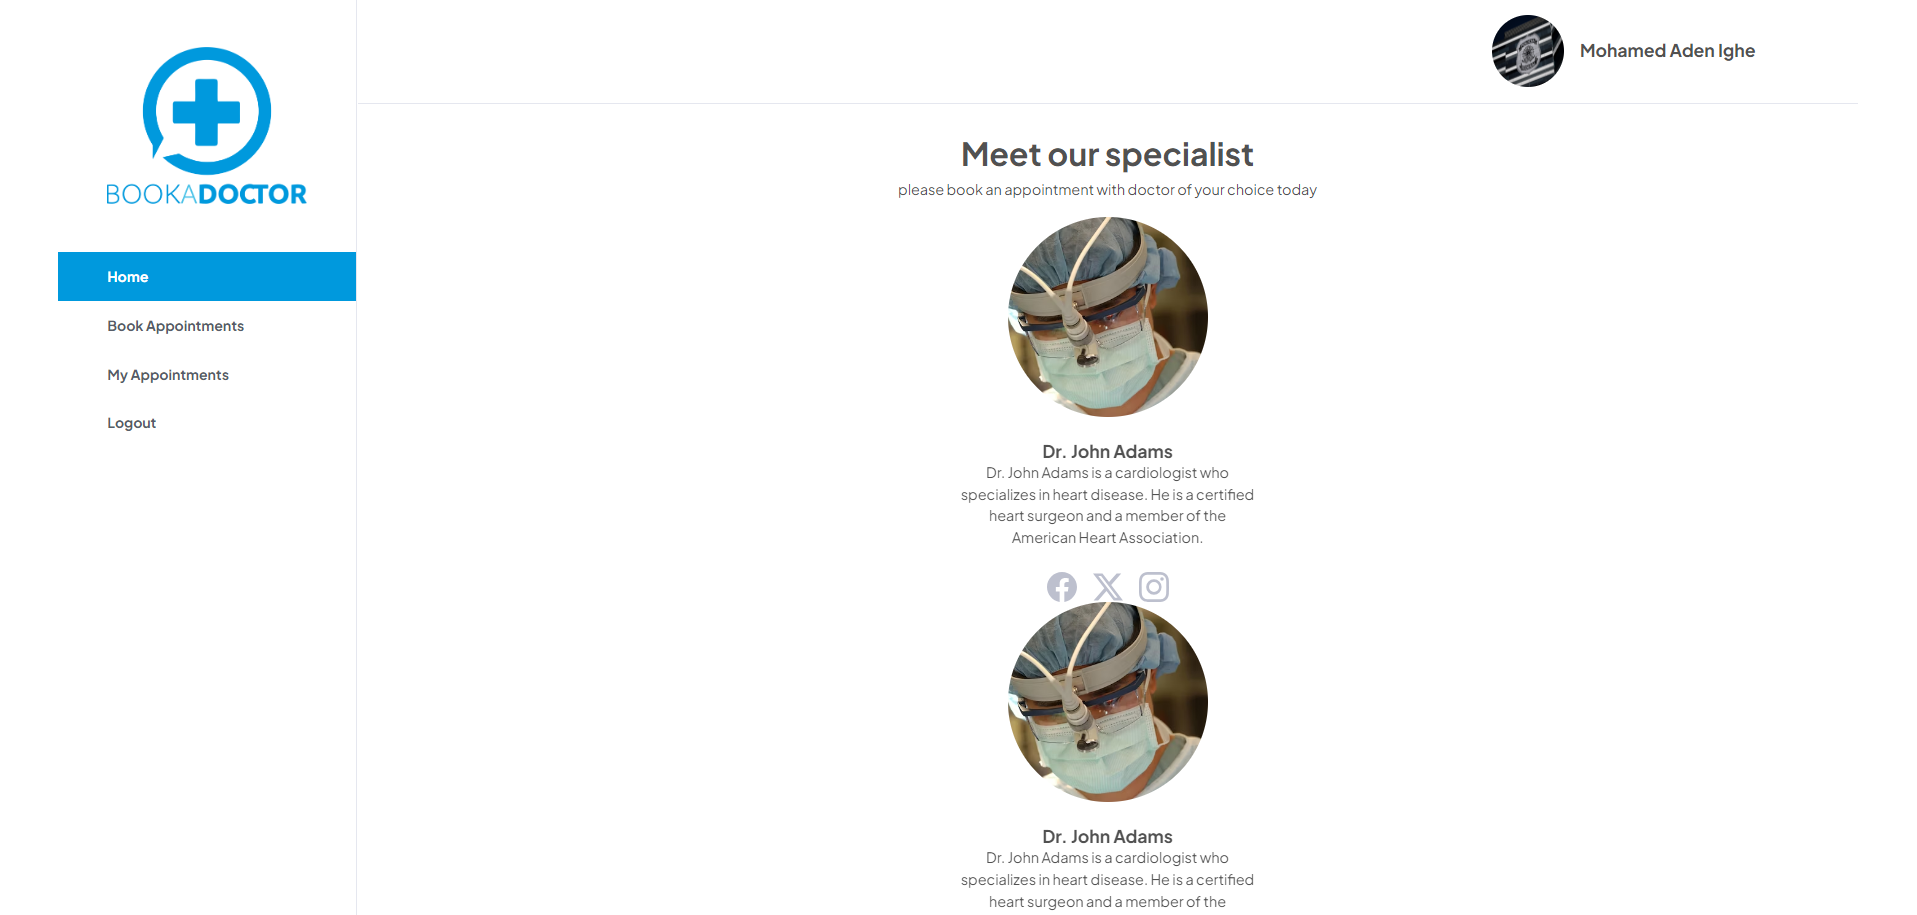 BOOKADOCTOR
Home
Book Appointments
My Appointments
Logout
Mohamed Aden Ighe
Meet our specialist
please book an appointment with doctor of your choice today
Dr. John Adams
Dr. John Adams is a cardiologist who
specializes in heart disease. He is a certified
heart surgeon and a member of the
American Heart Association.
Dr. John Adams
Dr. John Adams is a cardiologist who
specializes in heart disease. He is a certified
heart surgeon and a member of the